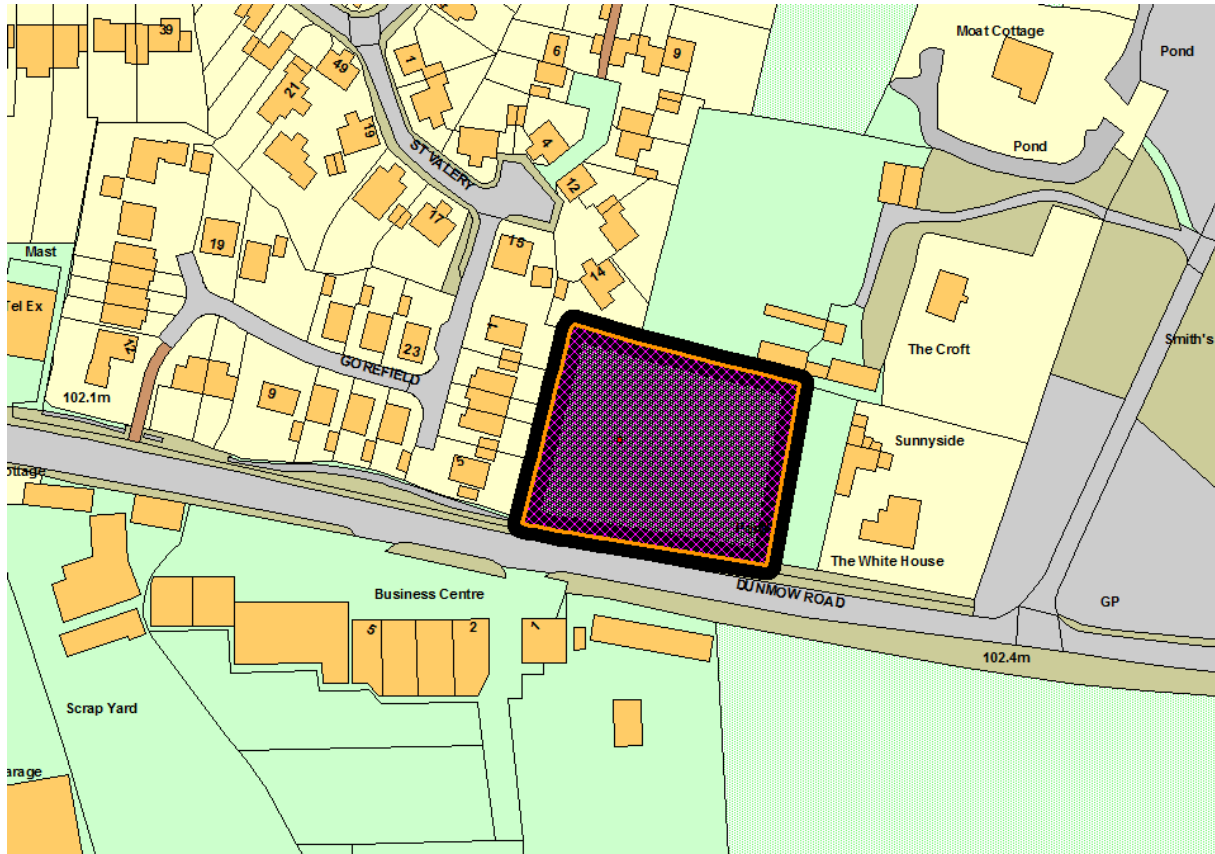 39
49
1
6
9
Moat Cottage
Pond
21
19
4
Pond
ST VALERY
12
17
19
15
Mast
14
Tel Ex
1
Smith's
12
23
The Croft
GOREFIELD
102.1m
9
Sunnyside
5
The White House
DUNMOW ROAD
Business Centre
GP
5
2
1
102.4m
Scrap Yard
arage